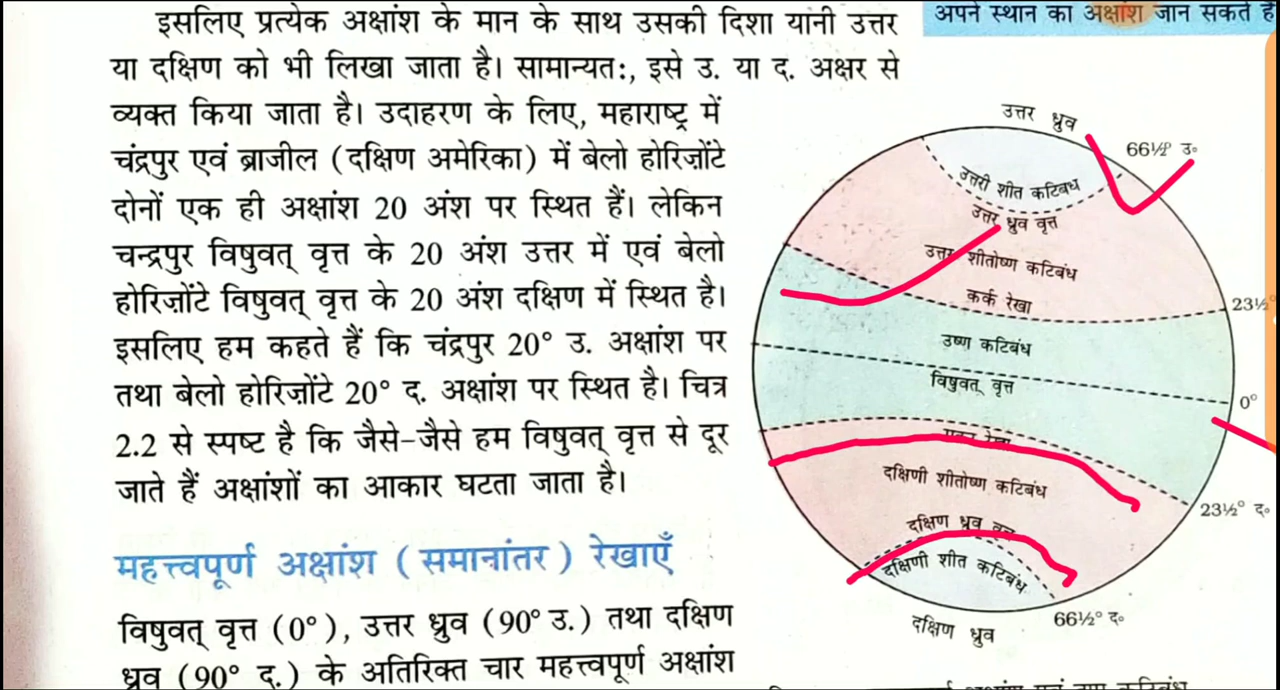 इसलिए प्रत्येक अक्षांश के मान के साथ उसकी दिशा यानी उत्तर
या दक्षिण को भी लिखा जाता है। सामान्यतः, इसे उ. या द. अक्षर से
व्यक्त किया जाता है। उदाहरण के लिए, महाराष्ट्र में
चंद्रपुर एवं ब्राजील (दक्षिण अमेरिका) में बेलो होरिज़ोंटे
दोनों एक ही अक्षांश 20 अंश पर स्थित हैं। लेकिन
चन्द्रपुर विषुवत् वृत्त के 20 अंश उत्तर में एवं बेलो
होरिज़ोंटे विषुवत् वृत्त के 20 अंश दक्षिण में स्थित है।
इसलिए हम कहते हैं कि चंद्रपुर 20° उ. अक्षांश पर
तथा बेलो होरिज़ोंटे 20° द. अक्षांश पर स्थित है। चित्र
2.2 से स्पष्ट है कि जैसे-जैसे हम विषुवत् वृत्त से दूर
जाते हैं अक्षांशों का आकार घटता जाता है।
महत्त्वपूर्ण अक्षांश (समानांतर) रेखाएँ
विषुवत् वृत्त (0°), उत्तर ध्रुव (90° उ.) तथा दक्षिण
ध्रुव (90° द.) के अतिरिक्त चार महत्त्वपूर्ण अक्षांश
अपने स्थान का अक्षांश जान सकते हैं
उत्तर ध्रुव
66½° उ॰
उत्तरी शीत कटिबंध
उत्तर ध्रुव वृत्त
उत्तर शीतोष्ण कटिबंध
कर्क रेखा
23½°
उष्ण कटिबंध
विषुवत् वृत्त
0°
मकर रेखा
दक्षिणी शीतोष्ण कटिबंध
23½° द॰
दक्षिण ध्रुव वृत्त
दक्षिणी शीत कटिबंध
66½° द॰
दक्षिण ध्रुव